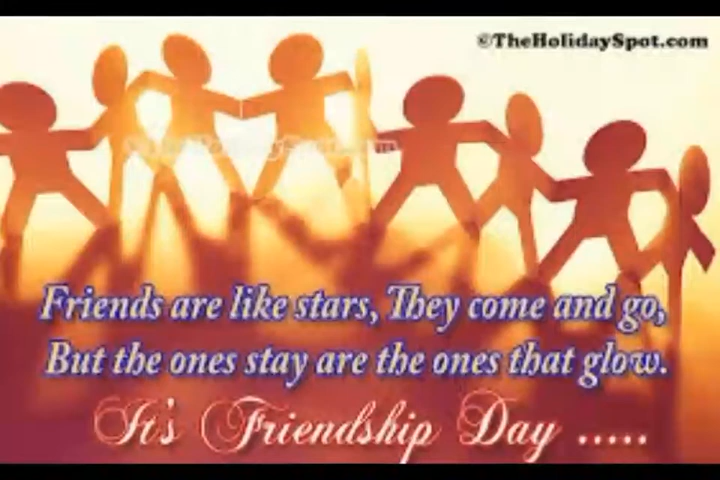 ©TheHolidaySpot.com
Friends are like stars, They come and go,
But the ones stay are the ones that glow.
It's Friendship Day .....